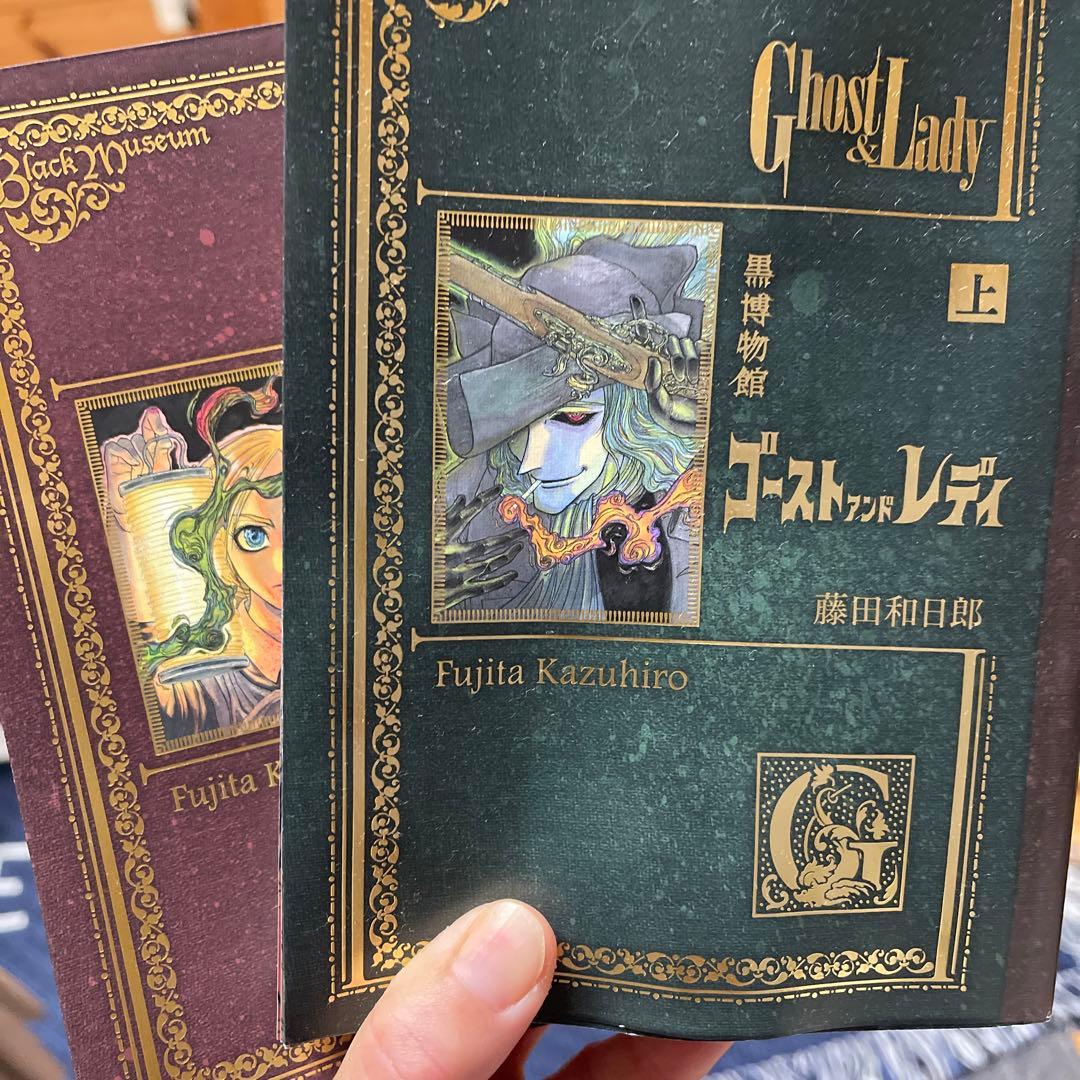 Black Museum
Fujita K
Ghost
&Lady
上
黒博物館
ゴーストアンドレディ
藤田和日郎
Fujita Kazuhiro
G
E